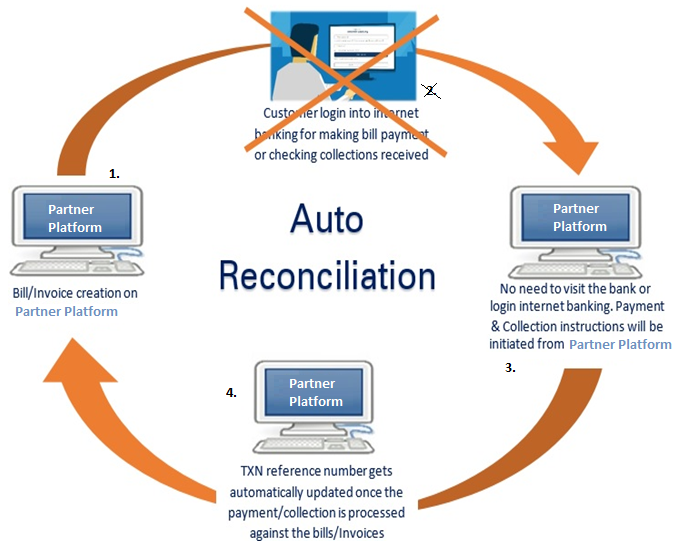 2.
Customer login into internet
banking for making bill payment
or checking collections received
1.
Partner
Platform
Bill/Invoice creation on
Partner Platform
Auto
Reconciliation
Partner
Platform
No need to visit the bank or
login internet banking. Payment
& Collection instructions will be
initiated from Partner Platform
3.
4.
Partner
Platform
TXN reference number gets
automatically updated once the
payment/collection is processed
against the bills/Invoices